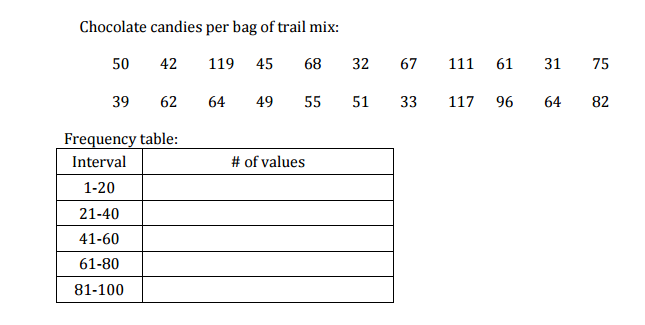 Chocolate candies per bag of trail mix:
50 42 119 45 68 32 67 111 61 31 75
39 62 64 49 55 51 33 117 96 64 82
Frequency table:
Interval # of values
1-20
21-40
41-60
61-80
81-100